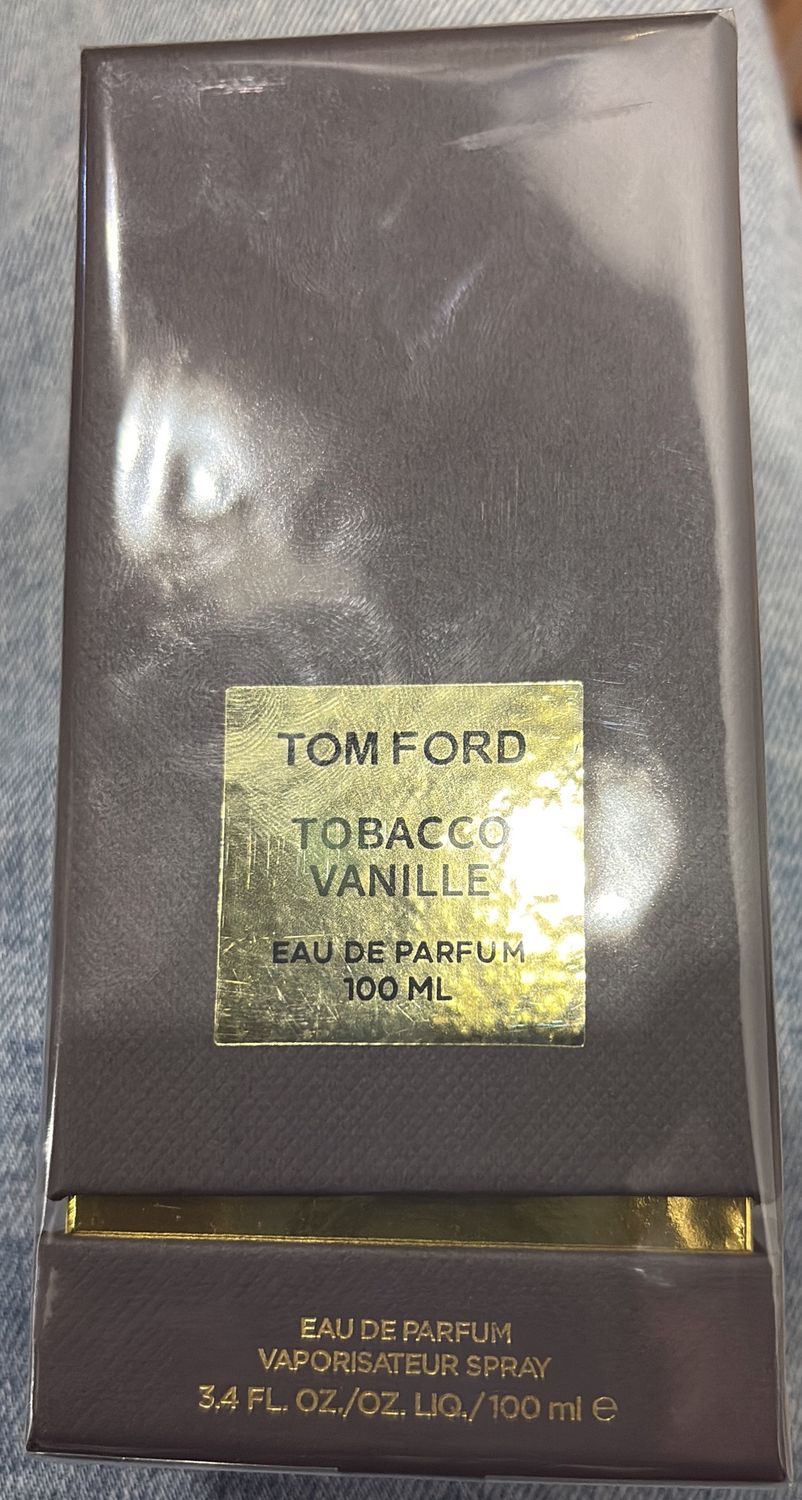 TOM FORD
TOBACCO
VANILLE
EAU DE PARFUM
100 ML
EAU DE PARFUM
VAPORISATEUR SPRAY
3.4 FL. OZ./OZ. LIQ./100 ml ℮